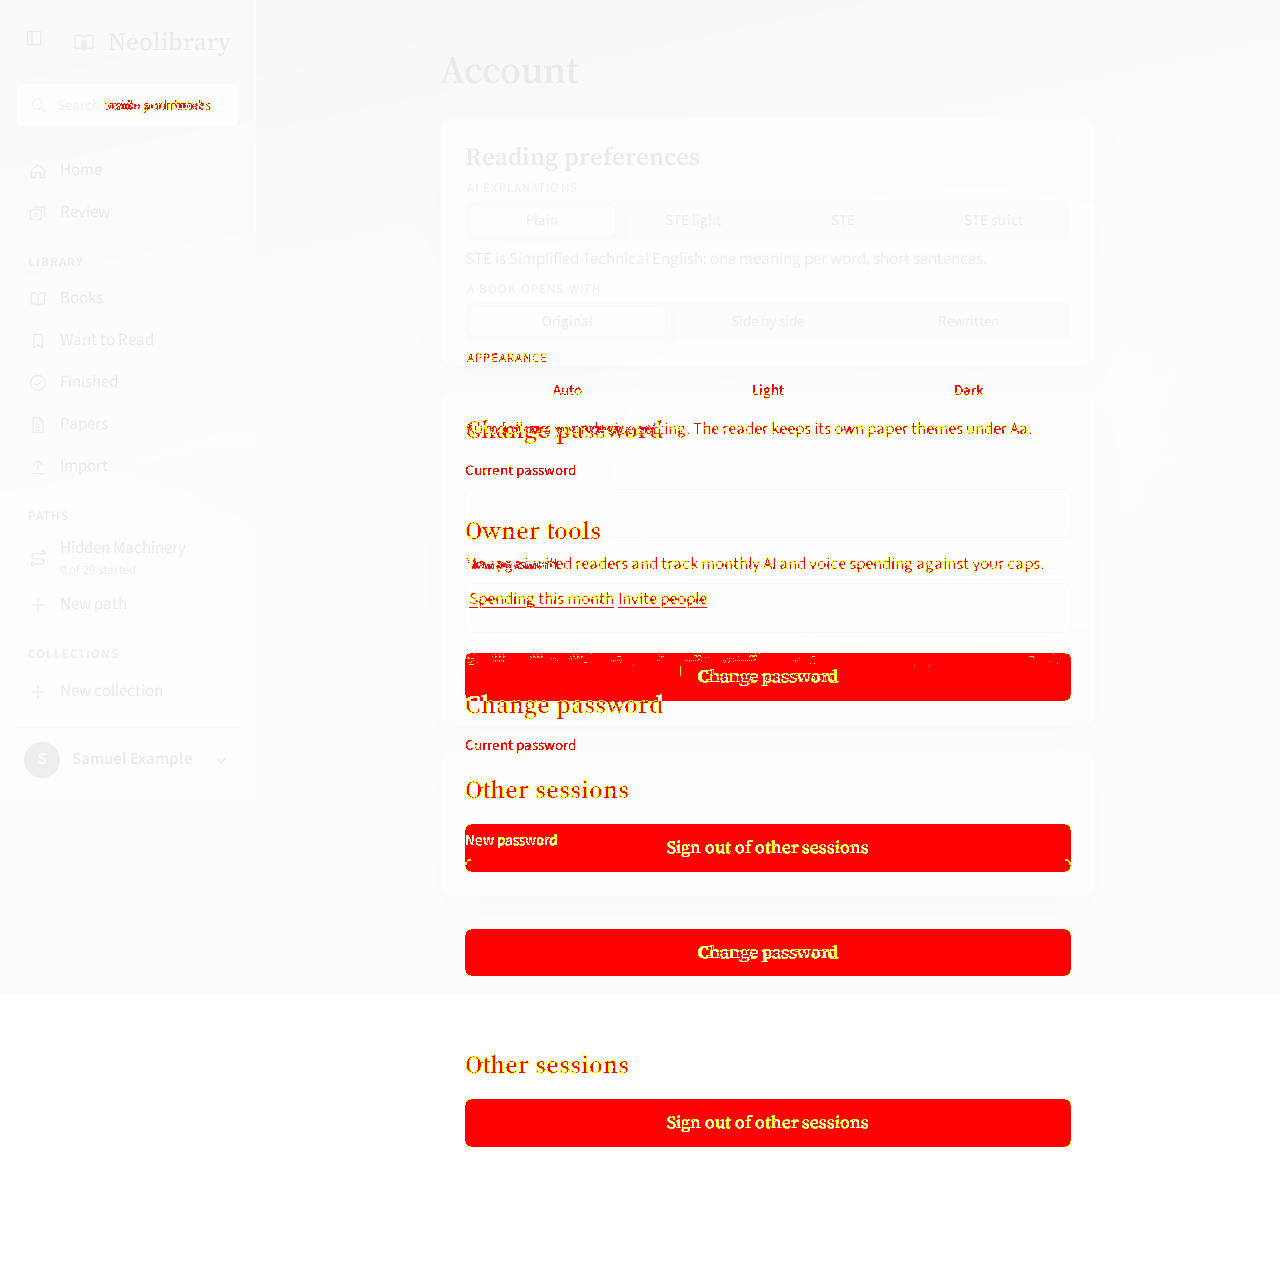 Neolibrary
Search
Home
Review
LIBRARY
Books
Want to Read
Finished
Papers
Import
PATHS
Hidden Machinery
0 of 29 started
New path
COLLECTIONS
New collection
S
Samuel Example
Account
Reading preferences
AI EXPLANATIONS
Plain STE light STE STE strict
STE is Simplified Technical English: one meaning per word, short sentences.
A BOOK OPENS WITH
Original Side by side Rewritten
APPEARANCE
Auto Light Dark
Change password
The reader keeps its own paper themes under Aa.
Current password
Owner tools
readers and track monthly AI and voice spending against your caps.
Spending this month Invite people
Change password
Change password
Current password
Other sessions
New password
Sign out of other sessions
Change password
Other sessions
Sign out of other sessions